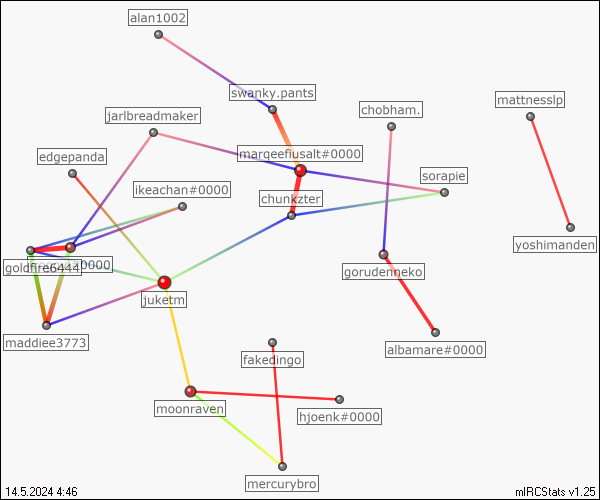 alan1002
swanky.pants
mattnesslp
chobham.
jarlbreadmaker
marqeefiusalt#0000
edgepanda
sorapie
ikeachan#0000
chunkzter
yoshimanden
goldfire6444
#0000
gorudenneko
juketm
maddiee3773
albamare#0000
fakedingo
moonraven
hjoenk#0000
mercurybro
14.5.2024 4:46
mIRCStats v1.25